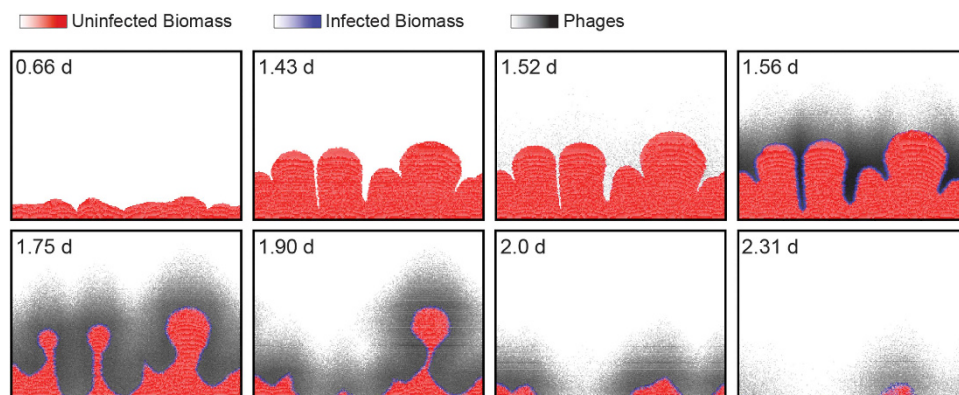 Uninfected Biomass Infected Biomass Phages
0.66 d 1.43 d 1.52 d 1.56 d
1.75 d 1.90 d 2.0 d 2.31 d